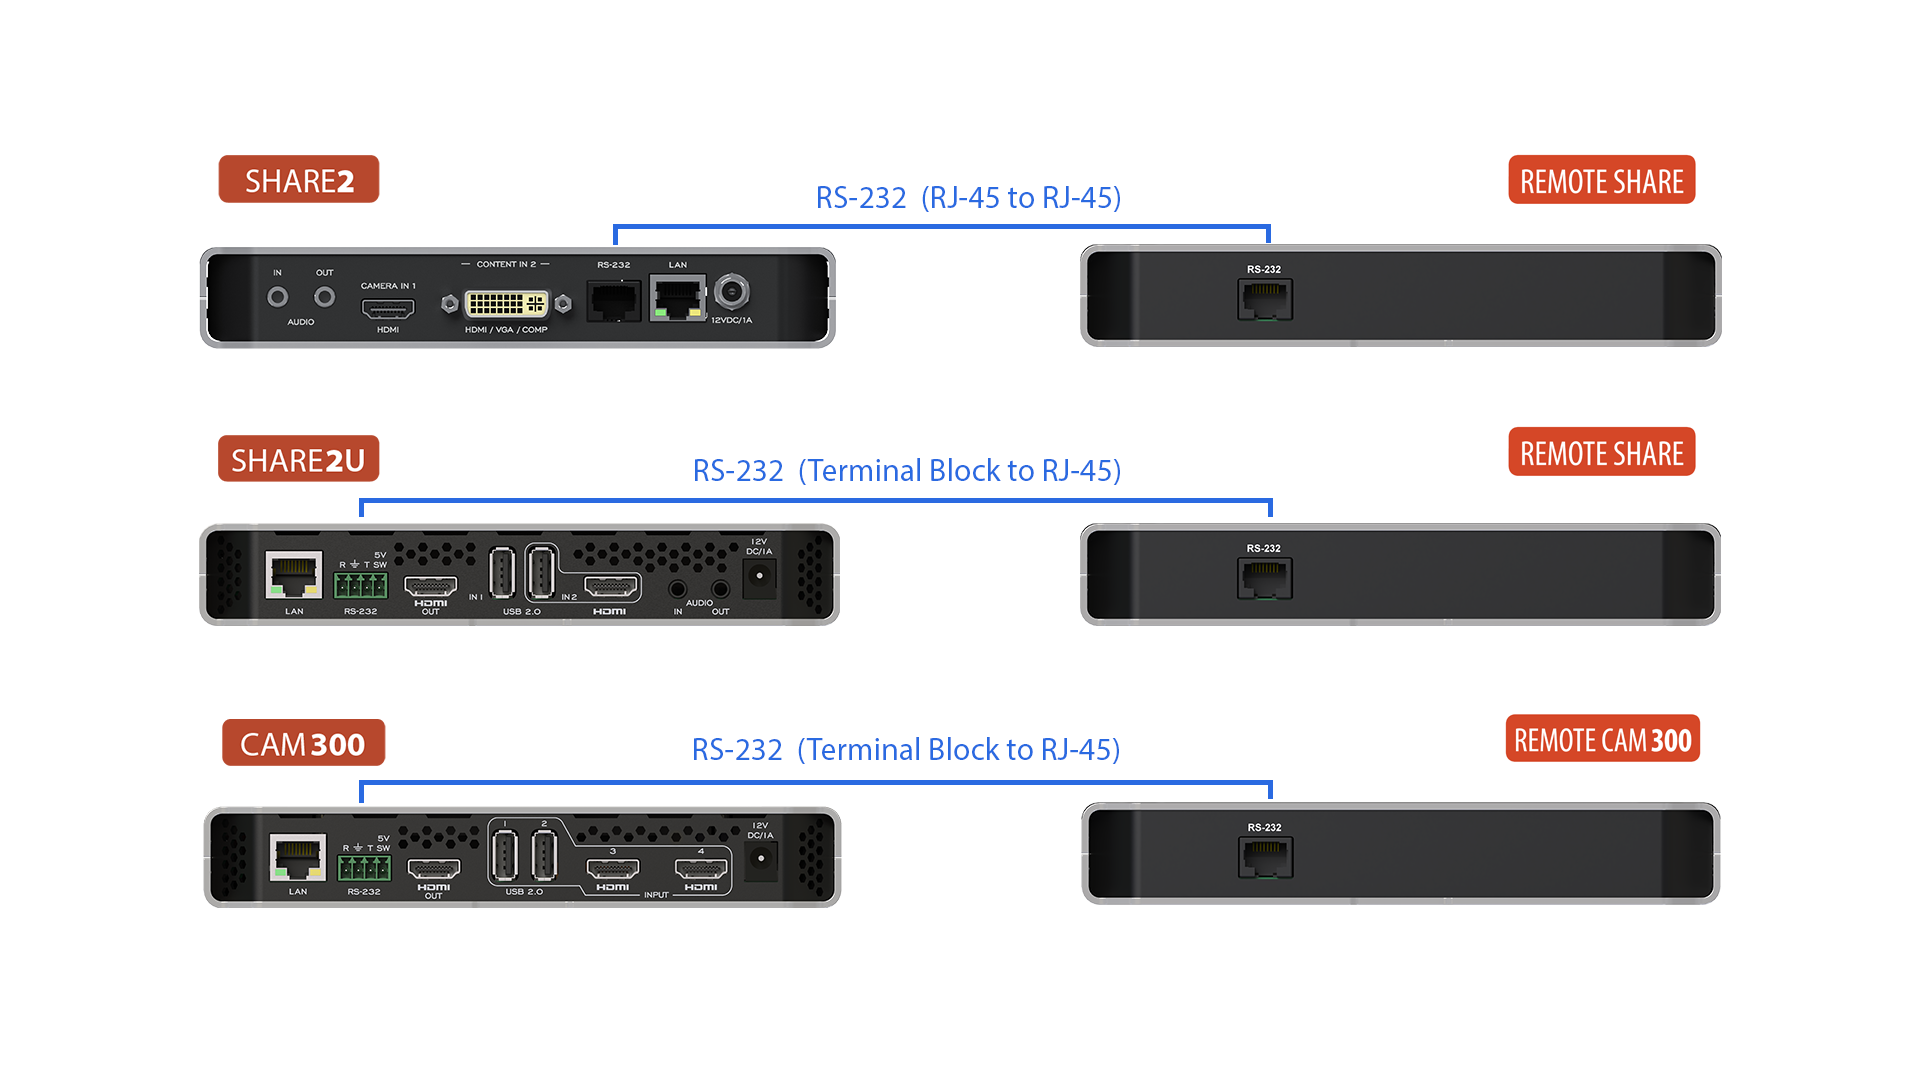 SHARE2
REMOTE SHARE
RS-232 (RJ-45 to RJ-45)
IN
OUT
AUDIO
CAMERA IN 1
HDMI
CONTENT IN 2
HDMI / VGA / COMP
RS-232
LAN
12VDC/1A
RS-232
SHARE2U
REMOTE SHARE
RS-232 (Terminal Block to RJ-45)
LAN
5V
R T SW
RS-232
HDMI
OUT
IN 1
USB 2.0
IN 2
HDMI
AUDIO
IN
OUT
12V
DC/1A
RS-232
CAM 300
REMOTE CAM 300
RS-232 (Terminal Block to RJ-45)
LAN
5V
R T SW
RS-232
HDMI
OUT
1
2
USB 2.0
3
HDMI
4
HDMI
INPUT
12V
DC/1A
RS-232